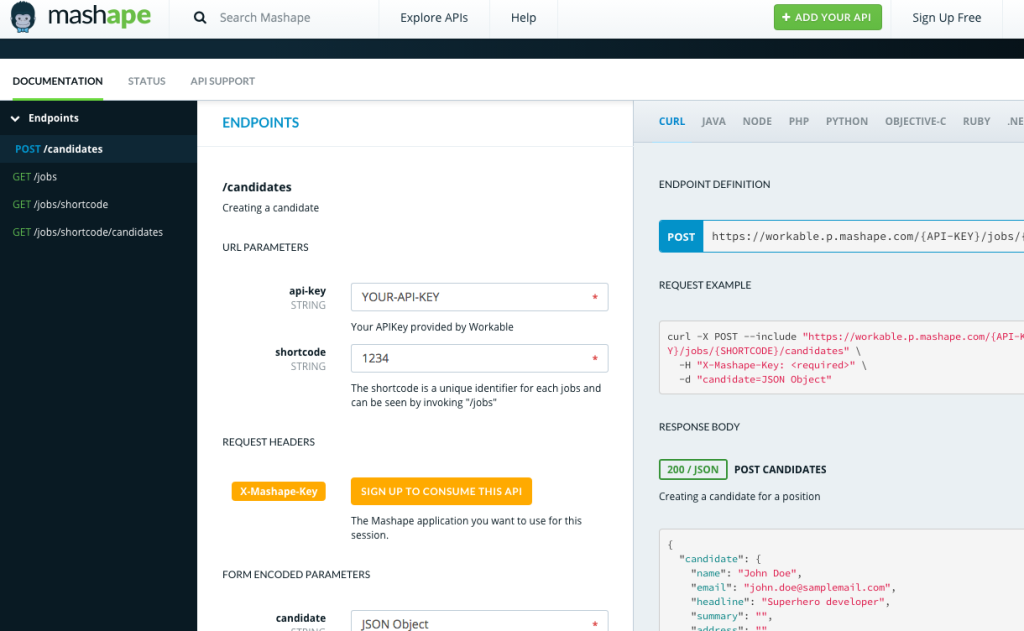 mashape
Search Mashape
Explore APIs
Help
+ ADD YOUR API
Sign Up Free
DOCUMENTATION
STATUS
API SUPPORT
Endpoints
POST /candidates
GET /jobs
GET /jobs/shortcode
GET /jobs/shortcode/candidates
ENDPOINTS
/candidates
Creating a candidate
URL PARAMETERS
api-key
STRING
YOUR-API-KEY *
Your APIKey provided by Workable
shortcode
STRING
1234 *
The shortcode is a unique identifier for each jobs and
can be seen by invoking "/jobs"
REQUEST HEADERS
X-Mashape-Key
SIGN UP TO CONSUME THIS API
The Mashape application you want to use for this
session.
FORM ENCODED PARAMETERS
candidate
STRING
JSON Object *
CURL JAVA NODE PHP PYTHON OBJECTIVE-C RUBY .NE
ENDPOINT DEFINITION
POST https://workable.p.mashape.com/{API-KEY}/jobs/{
REQUEST EXAMPLE
curl -X POST --include "https://workable.p.mashape.com/{API-K
Y}/jobs/{SHORTCODE}/candidates" \
-H "X-Mashape-Key: <required>" \
-d "candidate=JSON Object"
RESPONSE BODY
200 / JSON POST CANDIDATES
Creating a candidate for a position
{
"candidate": {
"name": "John Doe",
"email": "john.doe@samplemail.com",
"headline": "Superhero developer",
"summary": "",
"address": ""